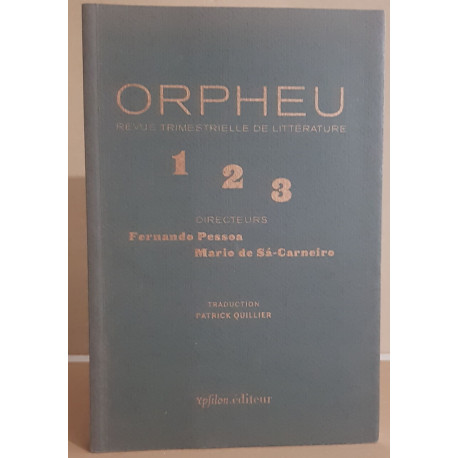 ORPHEU
REVUE TRIMESTRIELLE DE LITTÉRATURE
1 2 3
DIRECTEURS
Fernando Pessoa
Mario de Sá-Carneiro
TRADUCTION
PATRICK QUILLIER
Ypsilon.éditeur